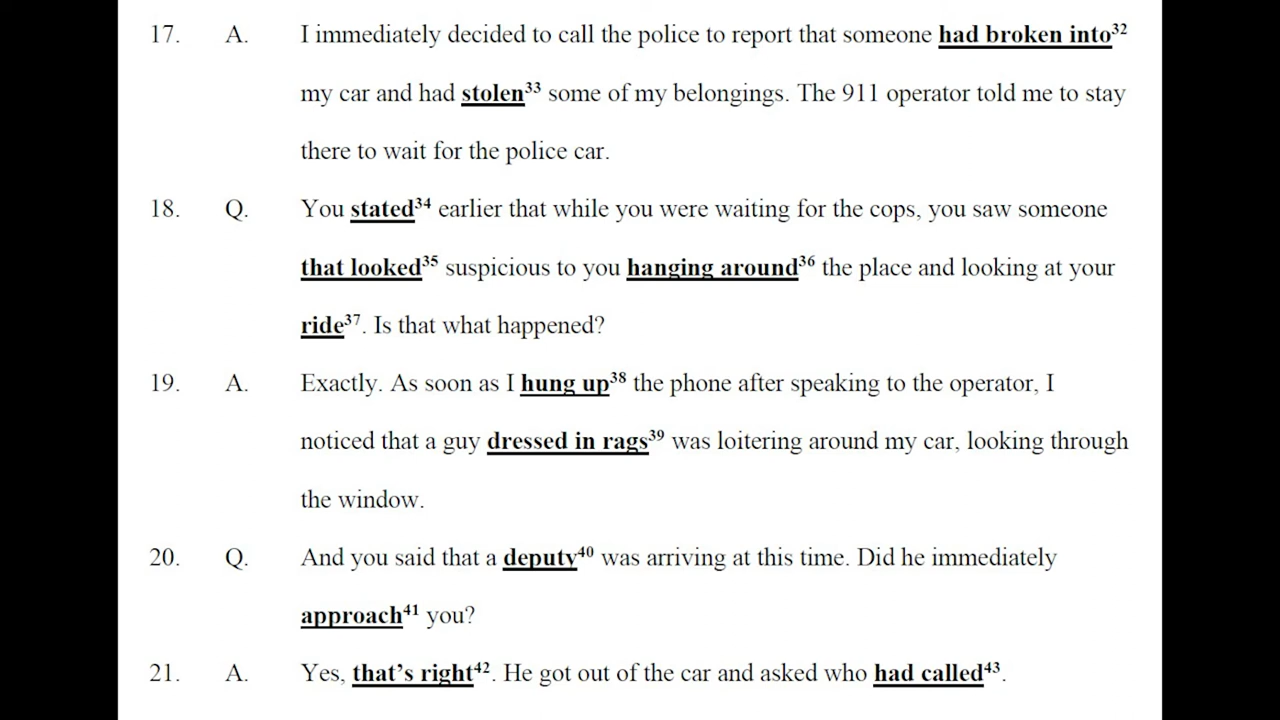 17. A. I immediately decided to call the police to report that someone had broken into³²
my car and had stolen³³ some of my belongings. The 911 operator told me to stay
there to wait for the police car.
18. Q. You stated³⁴ earlier that while you were waiting for the cops, you saw someone
that looked³⁵ suspicious to you hanging around³⁶ the place and looking at your
ride³⁷. Is that what happened?
19. A. Exactly. As soon as I hung up³⁸ the phone after speaking to the operator, I
noticed that a guy dressed in rags³⁹ was loitering around my car, looking through
the window.
20. Q. And you said that a deputy⁴⁰ was arriving at this time. Did he immediately
approach⁴¹ you?
21. A. Yes, that’s right⁴². He got out of the car and asked who had called⁴³.